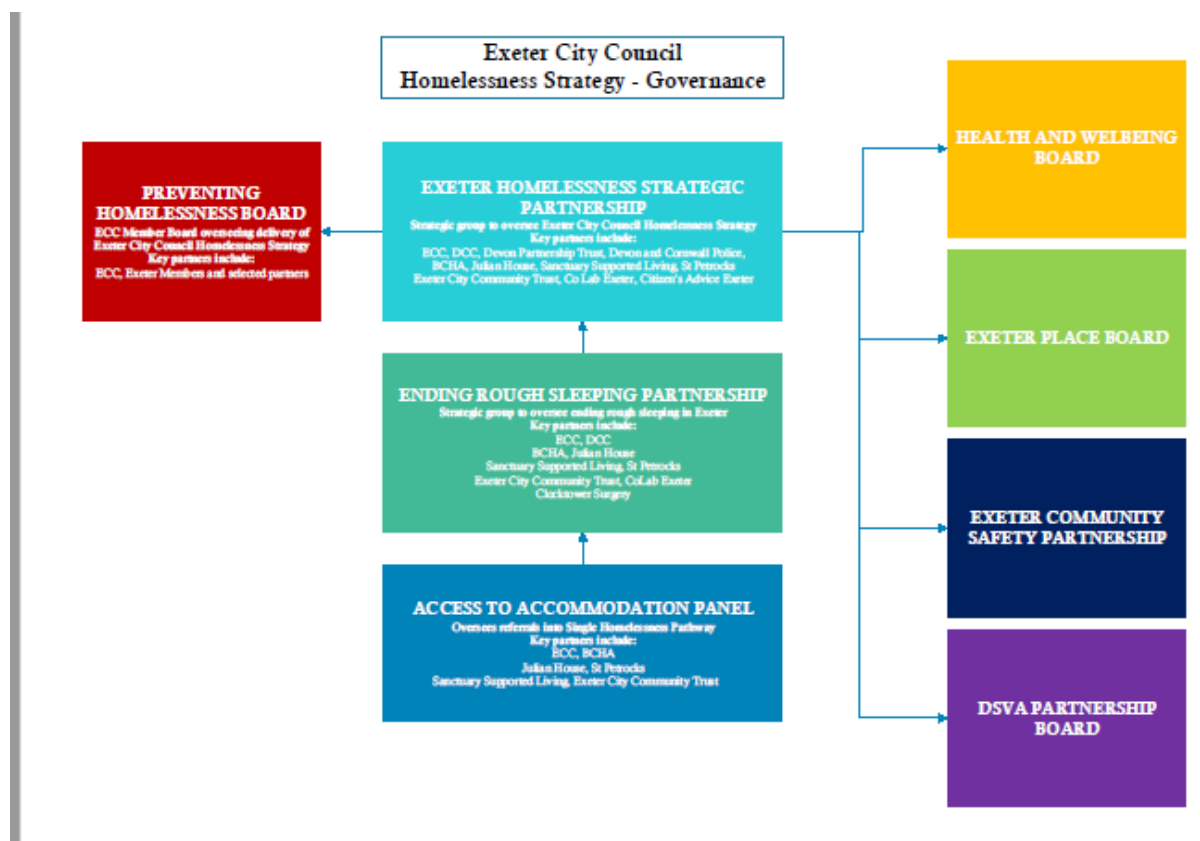 Exeter City Council
Homelessness Strategy - Governance
PREVENTING
HOMELESSNESS BOARD
ECC Member Board overseeing delivery of
Exeter City Council Homelessness Strategy
Key partners include:
ECC, Exeter Members and selected partners
EXETER HOMELESSNESS STRATEGIC
PARTNERSHIP
Strategic group to oversee Exeter City Council Homelessness Strategy
Key partners include:
ECC, DCC, Devon Partnership Trust, Devon and Cornwall Police,
BCHA, Julian House, Sanctuary Supported Living, St Petrocks
Exeter City Community Trust, Co Lab Exeter, Citizen's Advice Exeter
ENDING ROUGH SLEEPING PARTNERSHIP
Strategic group to oversee ending rough sleeping in Exeter
Key partners include:
ECC, DCC
BCHA, Julian House
Sanctuary Supported Living, St Petrocks
Exeter City Community Trust, CoLab Exeter
Clocktower Surgery
ACCESS TO ACCOMMODATION PANEL
Oversees referrals into Single Homelessness Pathway
Key partners include:
ECC, BCHA
Julian House, St Petrocks
Sanctuary Supported Living, Exeter City Community Trust
HEALTH AND WELBEING
BOARD
EXETER PLACE BOARD
EXETER COMMUNITY
SAFETY PARTNERSHIP
DSVA PARTNERSHIP
BOARD